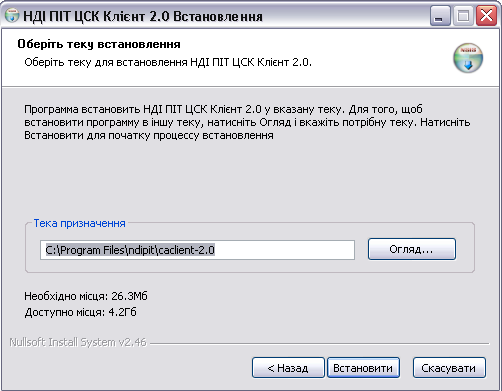 НДІ ПІТ ЦСК Клієнт 2.0 Встановлення
Оберіть теку встановлення
Оберіть теку для встановлення НДІ ПІТ ЦСК Клієнт 2.0.
Програма встановить НДІ ПІТ ЦСК Клієнт 2.0 у вказану теку. Для того, щоб
встановити программу в іншу теку, натисніть Огляд і вкажіть потрібну теку. Натисніть
Встановити для початку процессу встановлення
Тека призначення
C:\Program Files\ndipit\caclient-2.0
Огляд...
Необхідно місця: 26.3Мб
Доступно місця: 4.2Гб
Nullsoft Install System v2.46
< Назад
Встановити
Скасувати